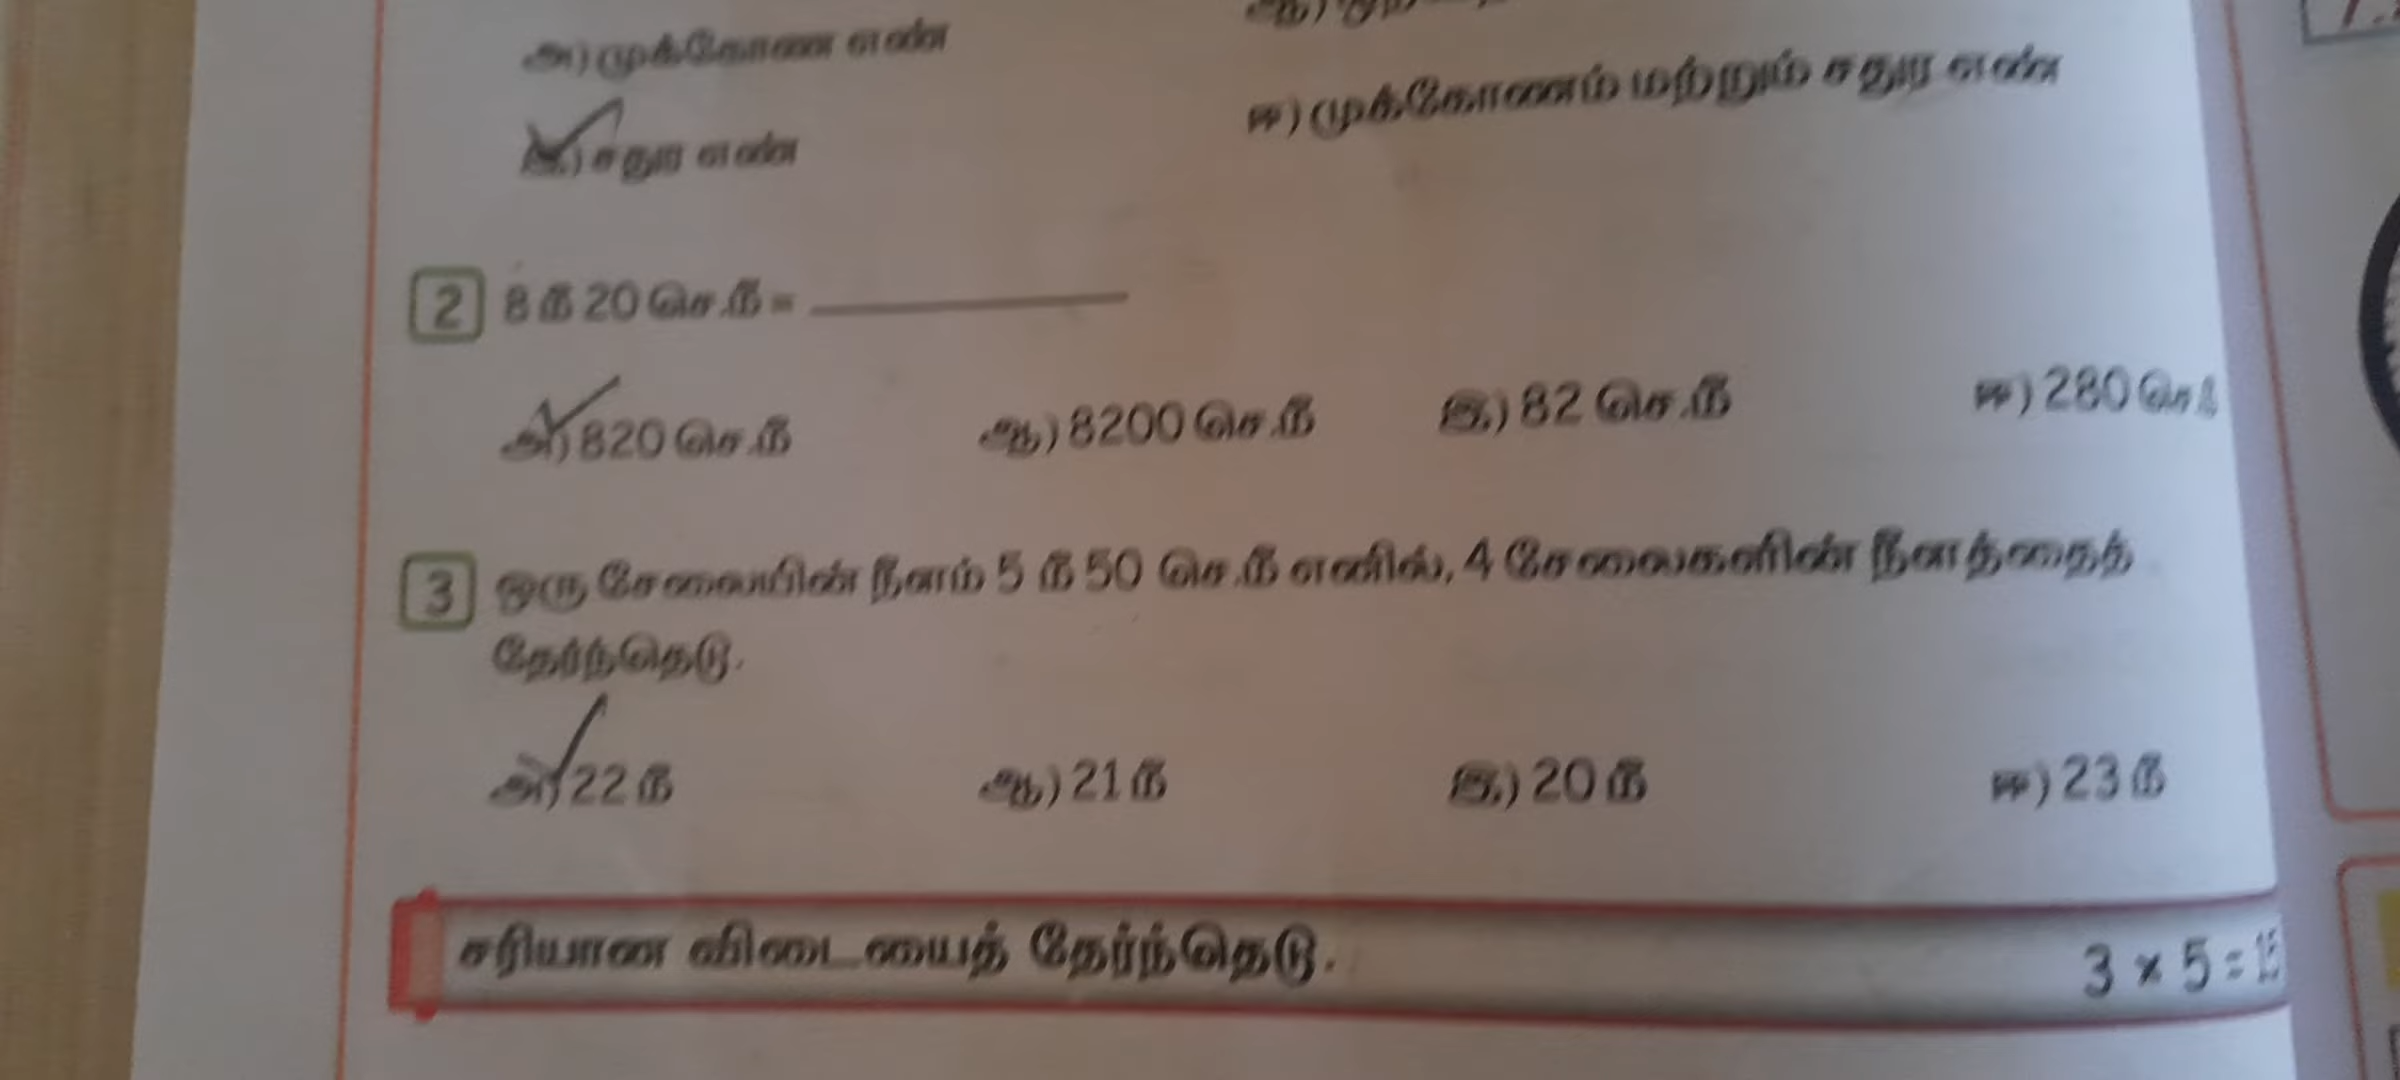 அ) முக்கோண எண்
ஈ) முக்கோணம் மற்றும் சதுர எண்
இ) சதுர எண்
2 8 மீ 20 செ.மீ =
அ) 820 செ.மீ ஆ) 8200 செ.மீ இ) 82 செ.மீ ஈ) 280 செ.மீ
3 ஒரு சேலையின் நீளம் 5 மீ 50 செ.மீ எனில், 4 சேலைகளின் நீளத்தைத்
தேர்ந்தெடு.
அ) 22 மீ ஆ) 21 மீ இ) 20 மீ ஈ) 23 மீ
சரியான விடையைத் தேர்ந்தெடு. 3 × 5 = 15